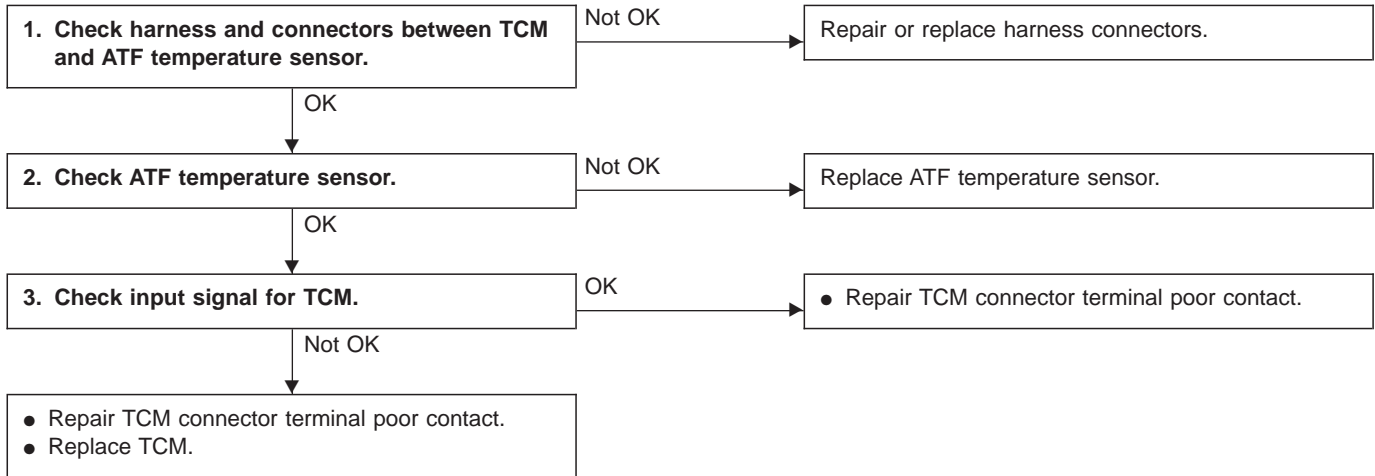 1. Check harness and connectors between TCM
and ATF temperature sensor.
Not OK
Repair or replace harness connectors.
OK
2. Check ATF temperature sensor.
Not OK
Replace ATF temperature sensor.
OK
3. Check input signal for TCM.
OK
● Repair TCM connector terminal poor contact.
Not OK
● Repair TCM connector terminal poor contact.
● Replace TCM.